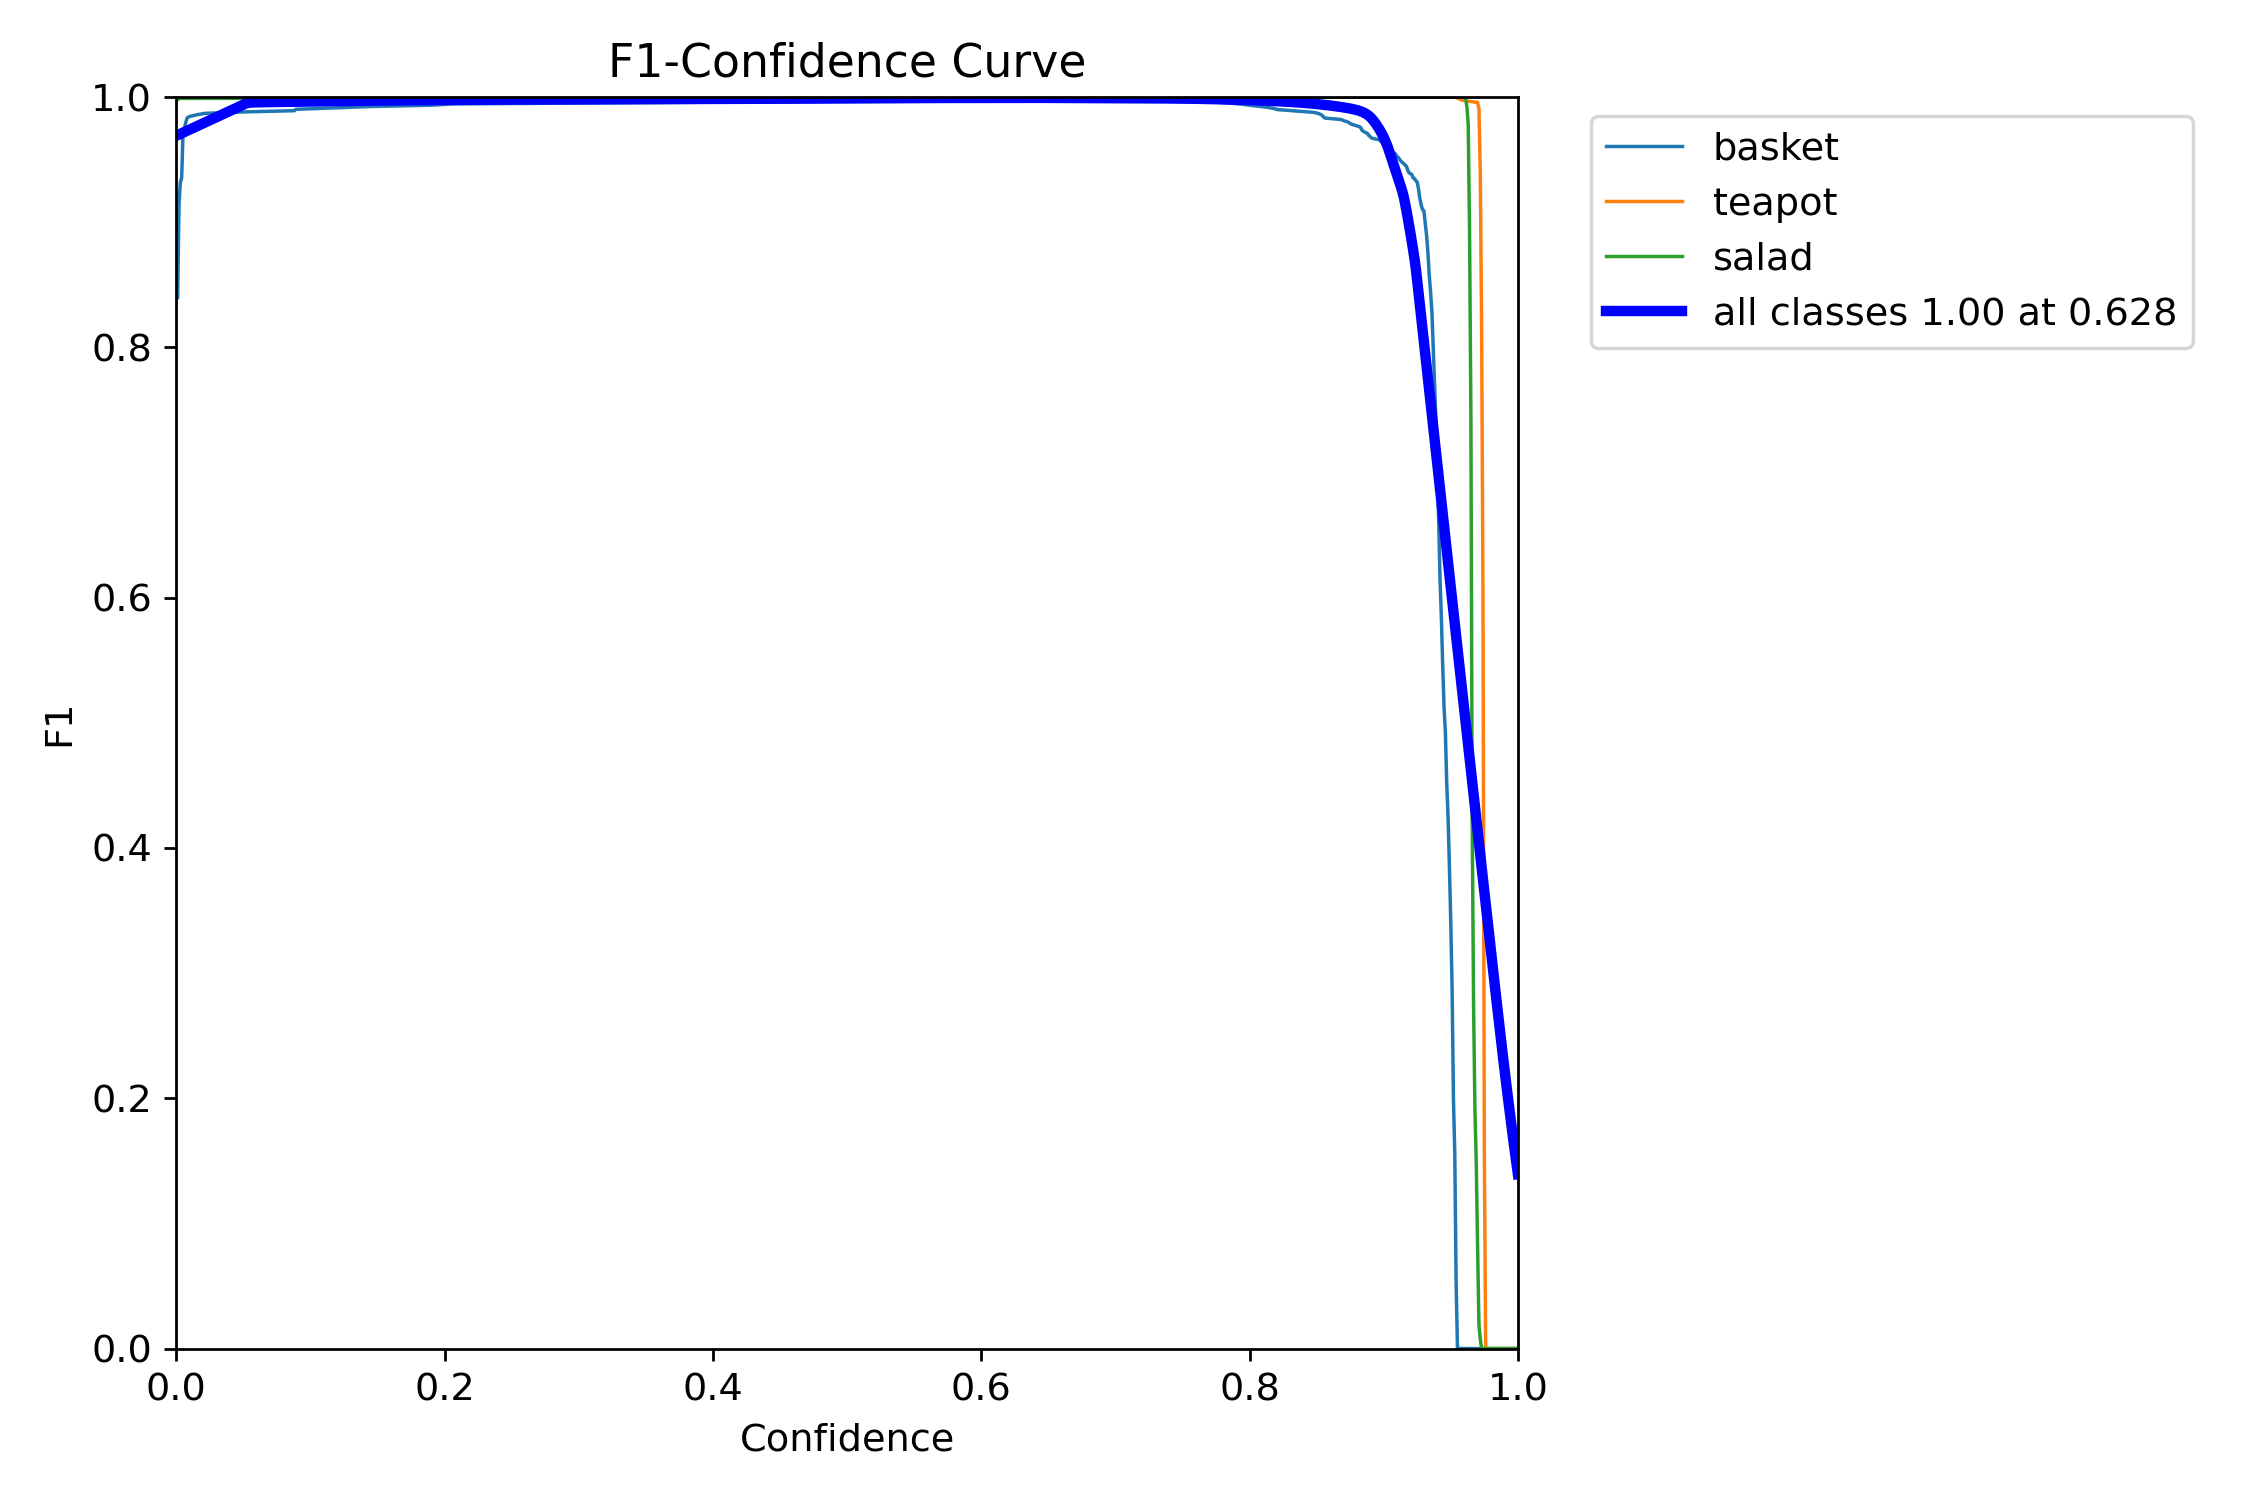 F1-Confidence Curve
1.0
0.8
0.6
0.4
0.2
0.0
F1
0.0 0.2 0.4 0.6 0.8 1.0
Confidence
basket
teapot
salad
all classes 1.00 at 0.628